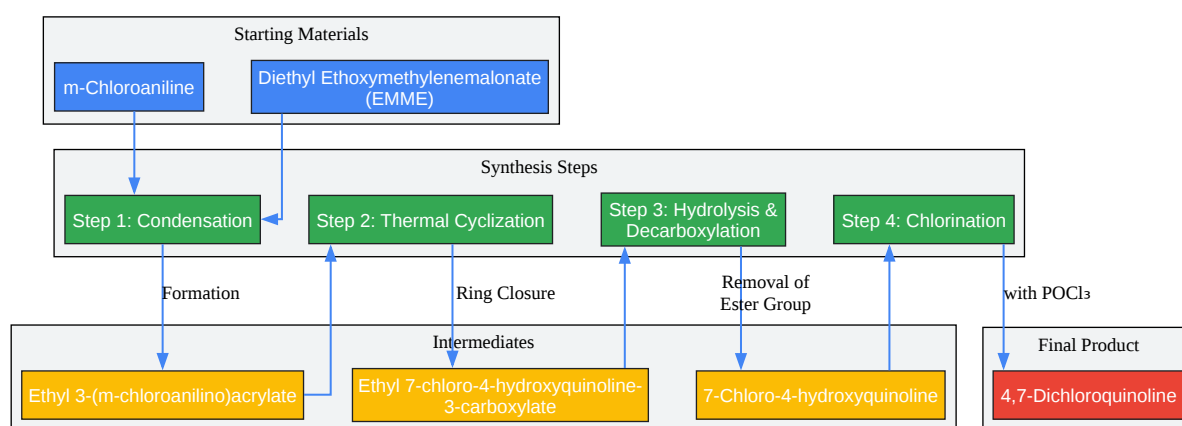 Starting Materials
m-Chloroaniline
Diethyl Ethoxymethylenemalonate
(EMME)
Synthesis Steps
Step 1: Condensation
Step 2: Thermal Cyclization
Step 3: Hydrolysis &
Decarboxylation
Step 4: Chlorination
Formation
Ring Closure
Removal of
Ester Group
with POCl₃
Intermediates
Final Product
Ethyl 3-(m-chloroanilino)acrylate
Ethyl 7-chloro-4-hydroxyquinoline-
3-carboxylate
7-Chloro-4-hydroxyquinoline
4,7-Dichloroquinoline